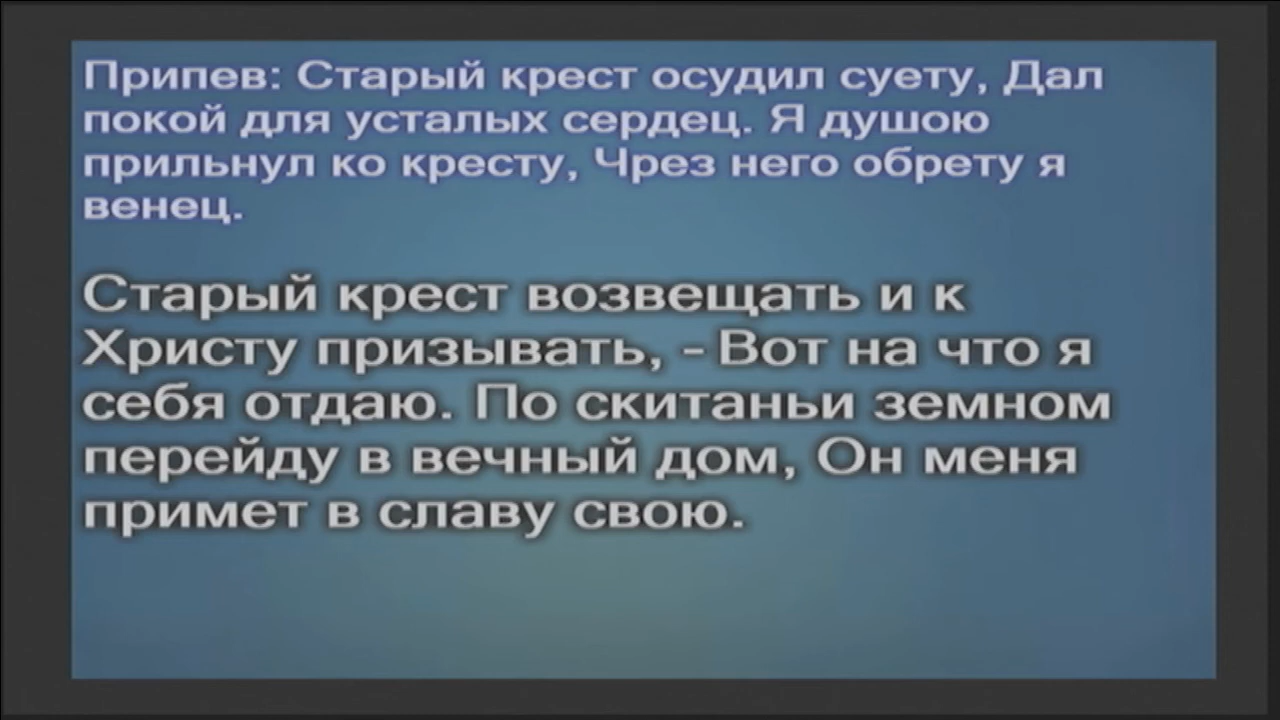 Припев: Старый крест осудил суету, Дал
покой для усталых сердец. Я душою
прильнул ко кресту, Чрез него обрету я
венец.
Старый крест возвещать и к
Христу призывать, - Вот на что я
себя отдаю. По скитаньи земном
перейду в вечный дом, Он меня
примет в славу свою.